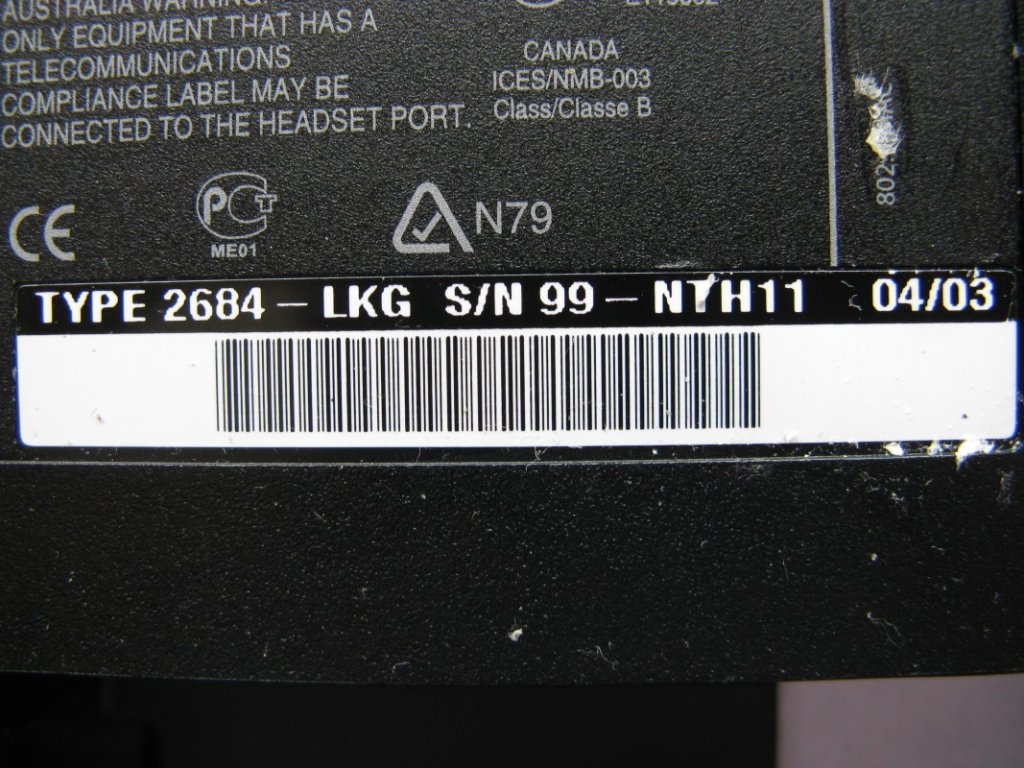 AUSTRALIA WARNING:
ONLY EQUIPMENT THAT HAS A
TELECOMMUNICATIONS
COMPLIANCE LABEL MAY BE
CONNECTED TO THE HEADSET PORT.
CANADA
ICES/NMB-003
Class/Classe B
CE
PCT
ME01
N79
TYPE 2684 - LKG S/N 99 - NTH11 04/03